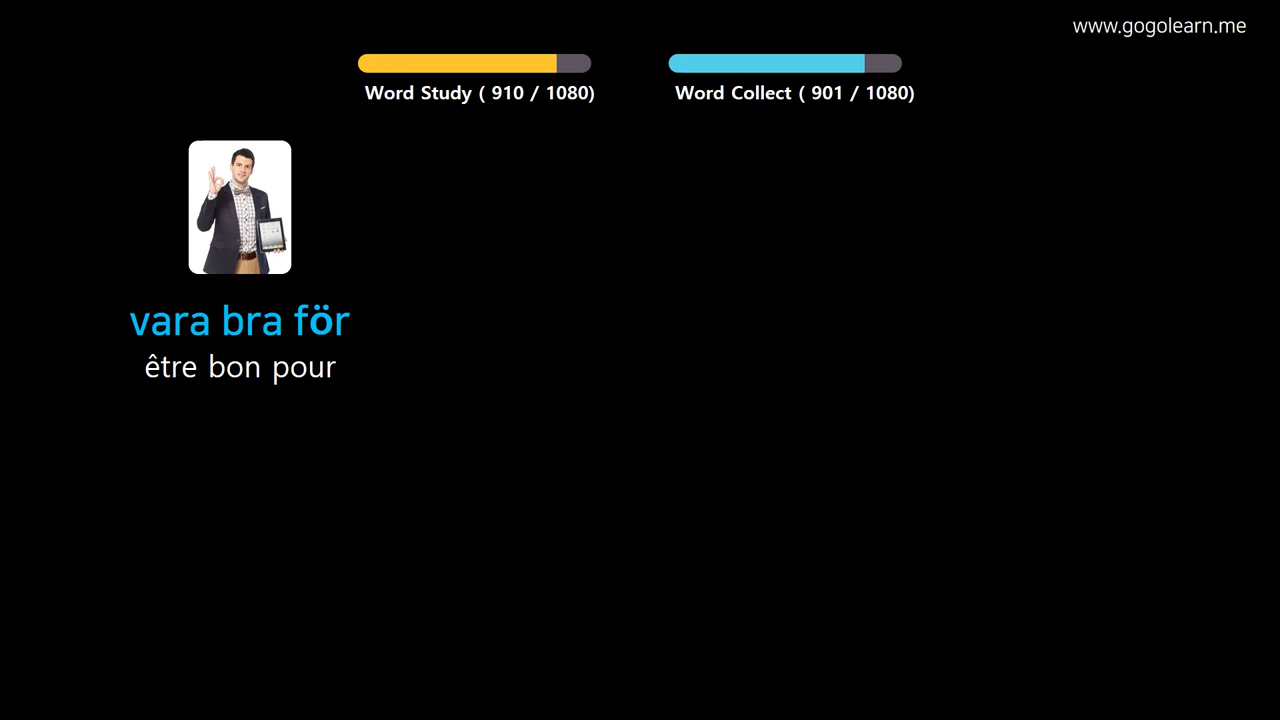 www.gogolearn.me
Word Study ( 910 / 1080)
Word Collect ( 901 / 1080)
vara bra för
être bon pour